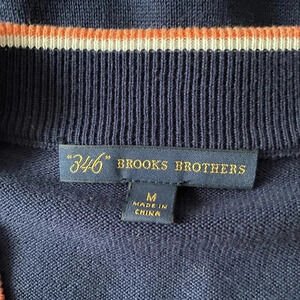 "346" BROOKS BROTHERS
M
MADE IN
CHINA